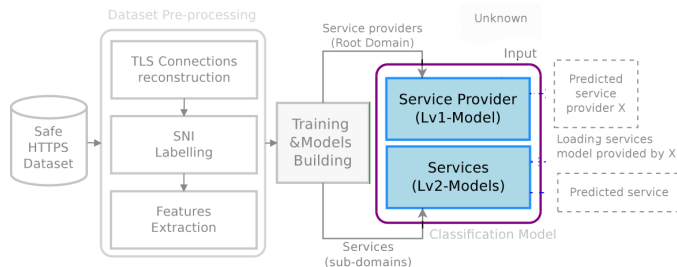 Dataset Pre-processing
TLS Connections
reconstruction
SNI
Labelling
Features
Extraction
Safe
HTTPS
Dataset
Training
&Models
Building
Service providers
(Root Domain)
Services
(sub-domains)
Unknown
Input
Service Provider
(Lv1-Model)
Services
(Lv2-Models)
Classification Model
Predicted
service
provider X
Loading services
model provided by X
Predicted service